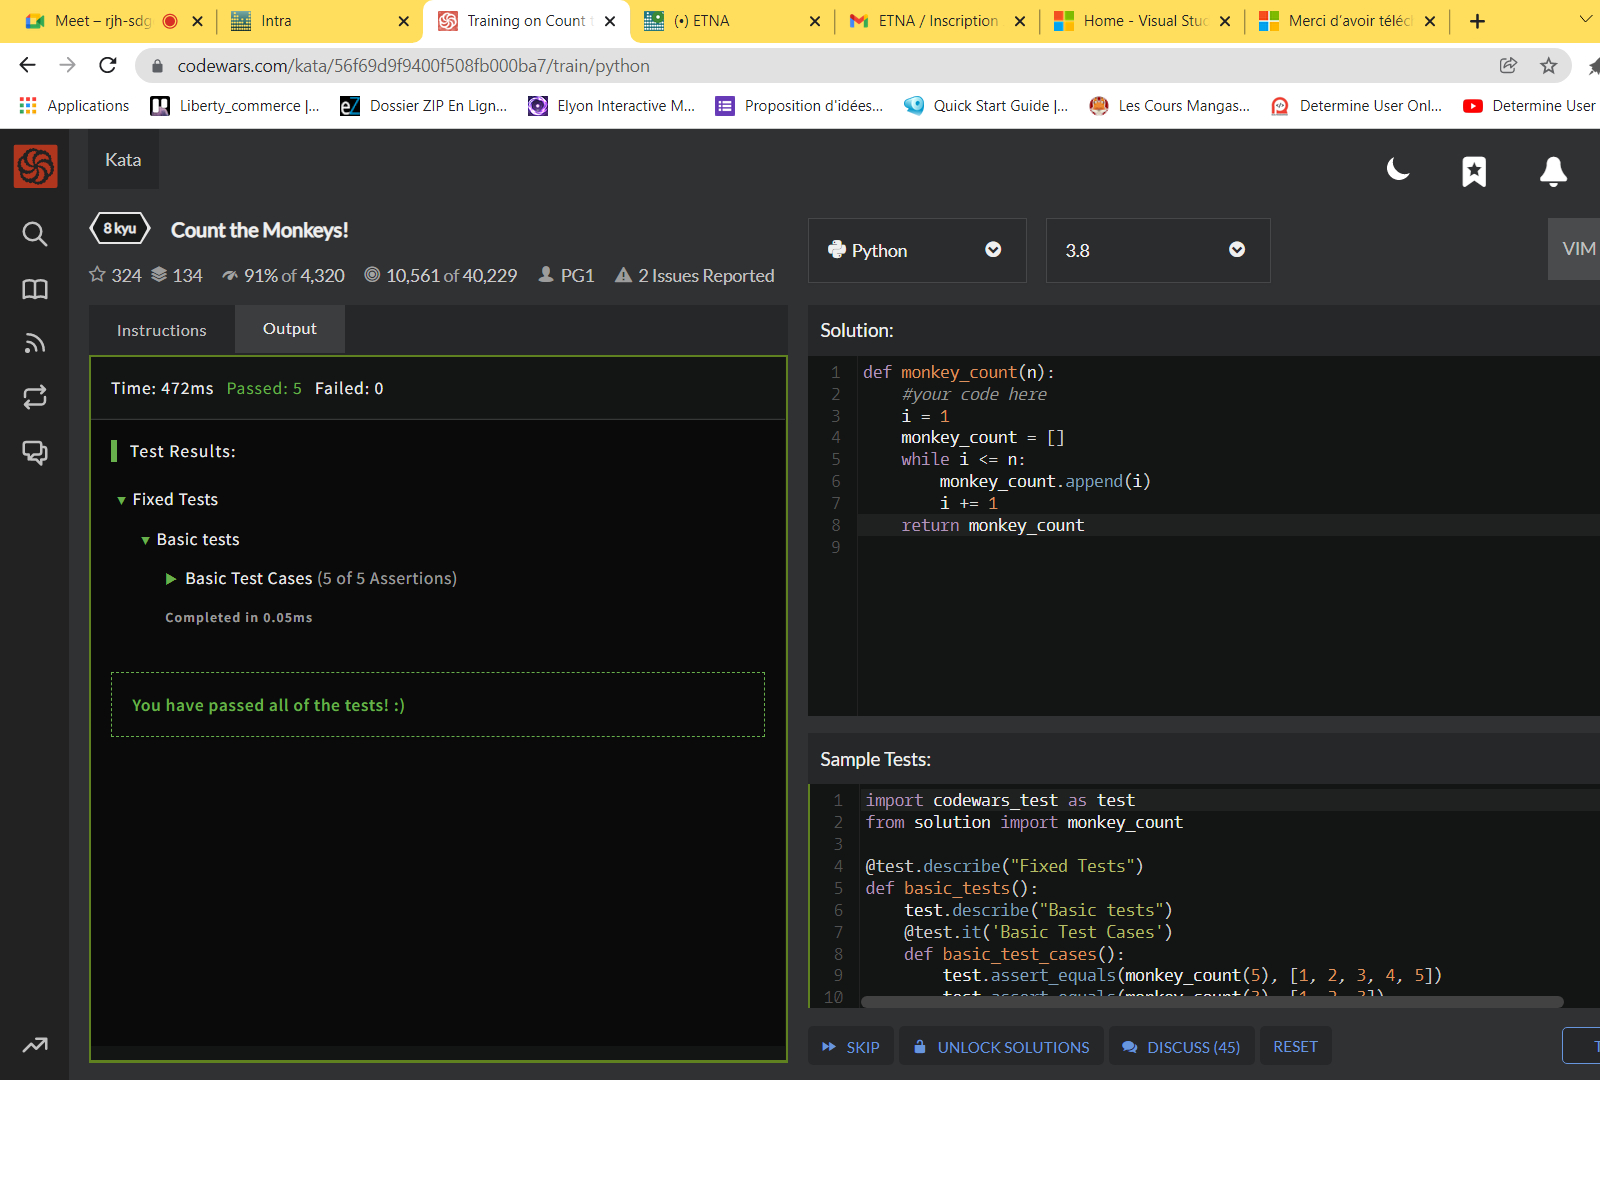 Meet – rjh-sdg
Intra
Training on Count
(•) ETNA
ETNA / Inscription
Home - Visual Stud
Merci d'avoir téléc
codewars.com/kata/56f69d9f9400f508fb000ba7/train/python
Applications
Liberty_commerce |...
Dossier ZIP En Lign...
Elyon Interactive M...
Proposition d'idées...
Quick Start Guide |...
Les Cours Mangas...
Determine User Onl...
Determine User
Kata
8 kyu
Count the Monkeys!
324 134 91% of 4,320 10,561 of 40,229 PG1 2 Issues Reported
Python
3.8
VIM
Instructions
Output
Time: 472ms Passed: 5 Failed: 0
Test Results:
Fixed Tests
Basic tests
Basic Test Cases (5 of 5 Assertions)
Completed in 0.05ms
You have passed all of the tests! :)
Solution:
1 def monkey_count(n):
2 #your code here
3 i = 1
4 monkey_count = []
5 while i <= n:
6 monkey_count.append(i)
7 i += 1
8 return monkey_count
9
Sample Tests:
1 import codewars_test as test
2 from solution import monkey_count
3
4 @test.describe("Fixed Tests")
5 def basic_tests():
6 test.describe("Basic tests")
7 @test.it('Basic Test Cases')
8 def basic_test_cases():
9 test.assert_equals(monkey_count(5), [1, 2, 3, 4, 5])
10 test.assert_equals(monkey_count(3), [1, 2, 3])
SKIP
UNLOCK SOLUTIONS
DISCUSS (45)
RESET
T